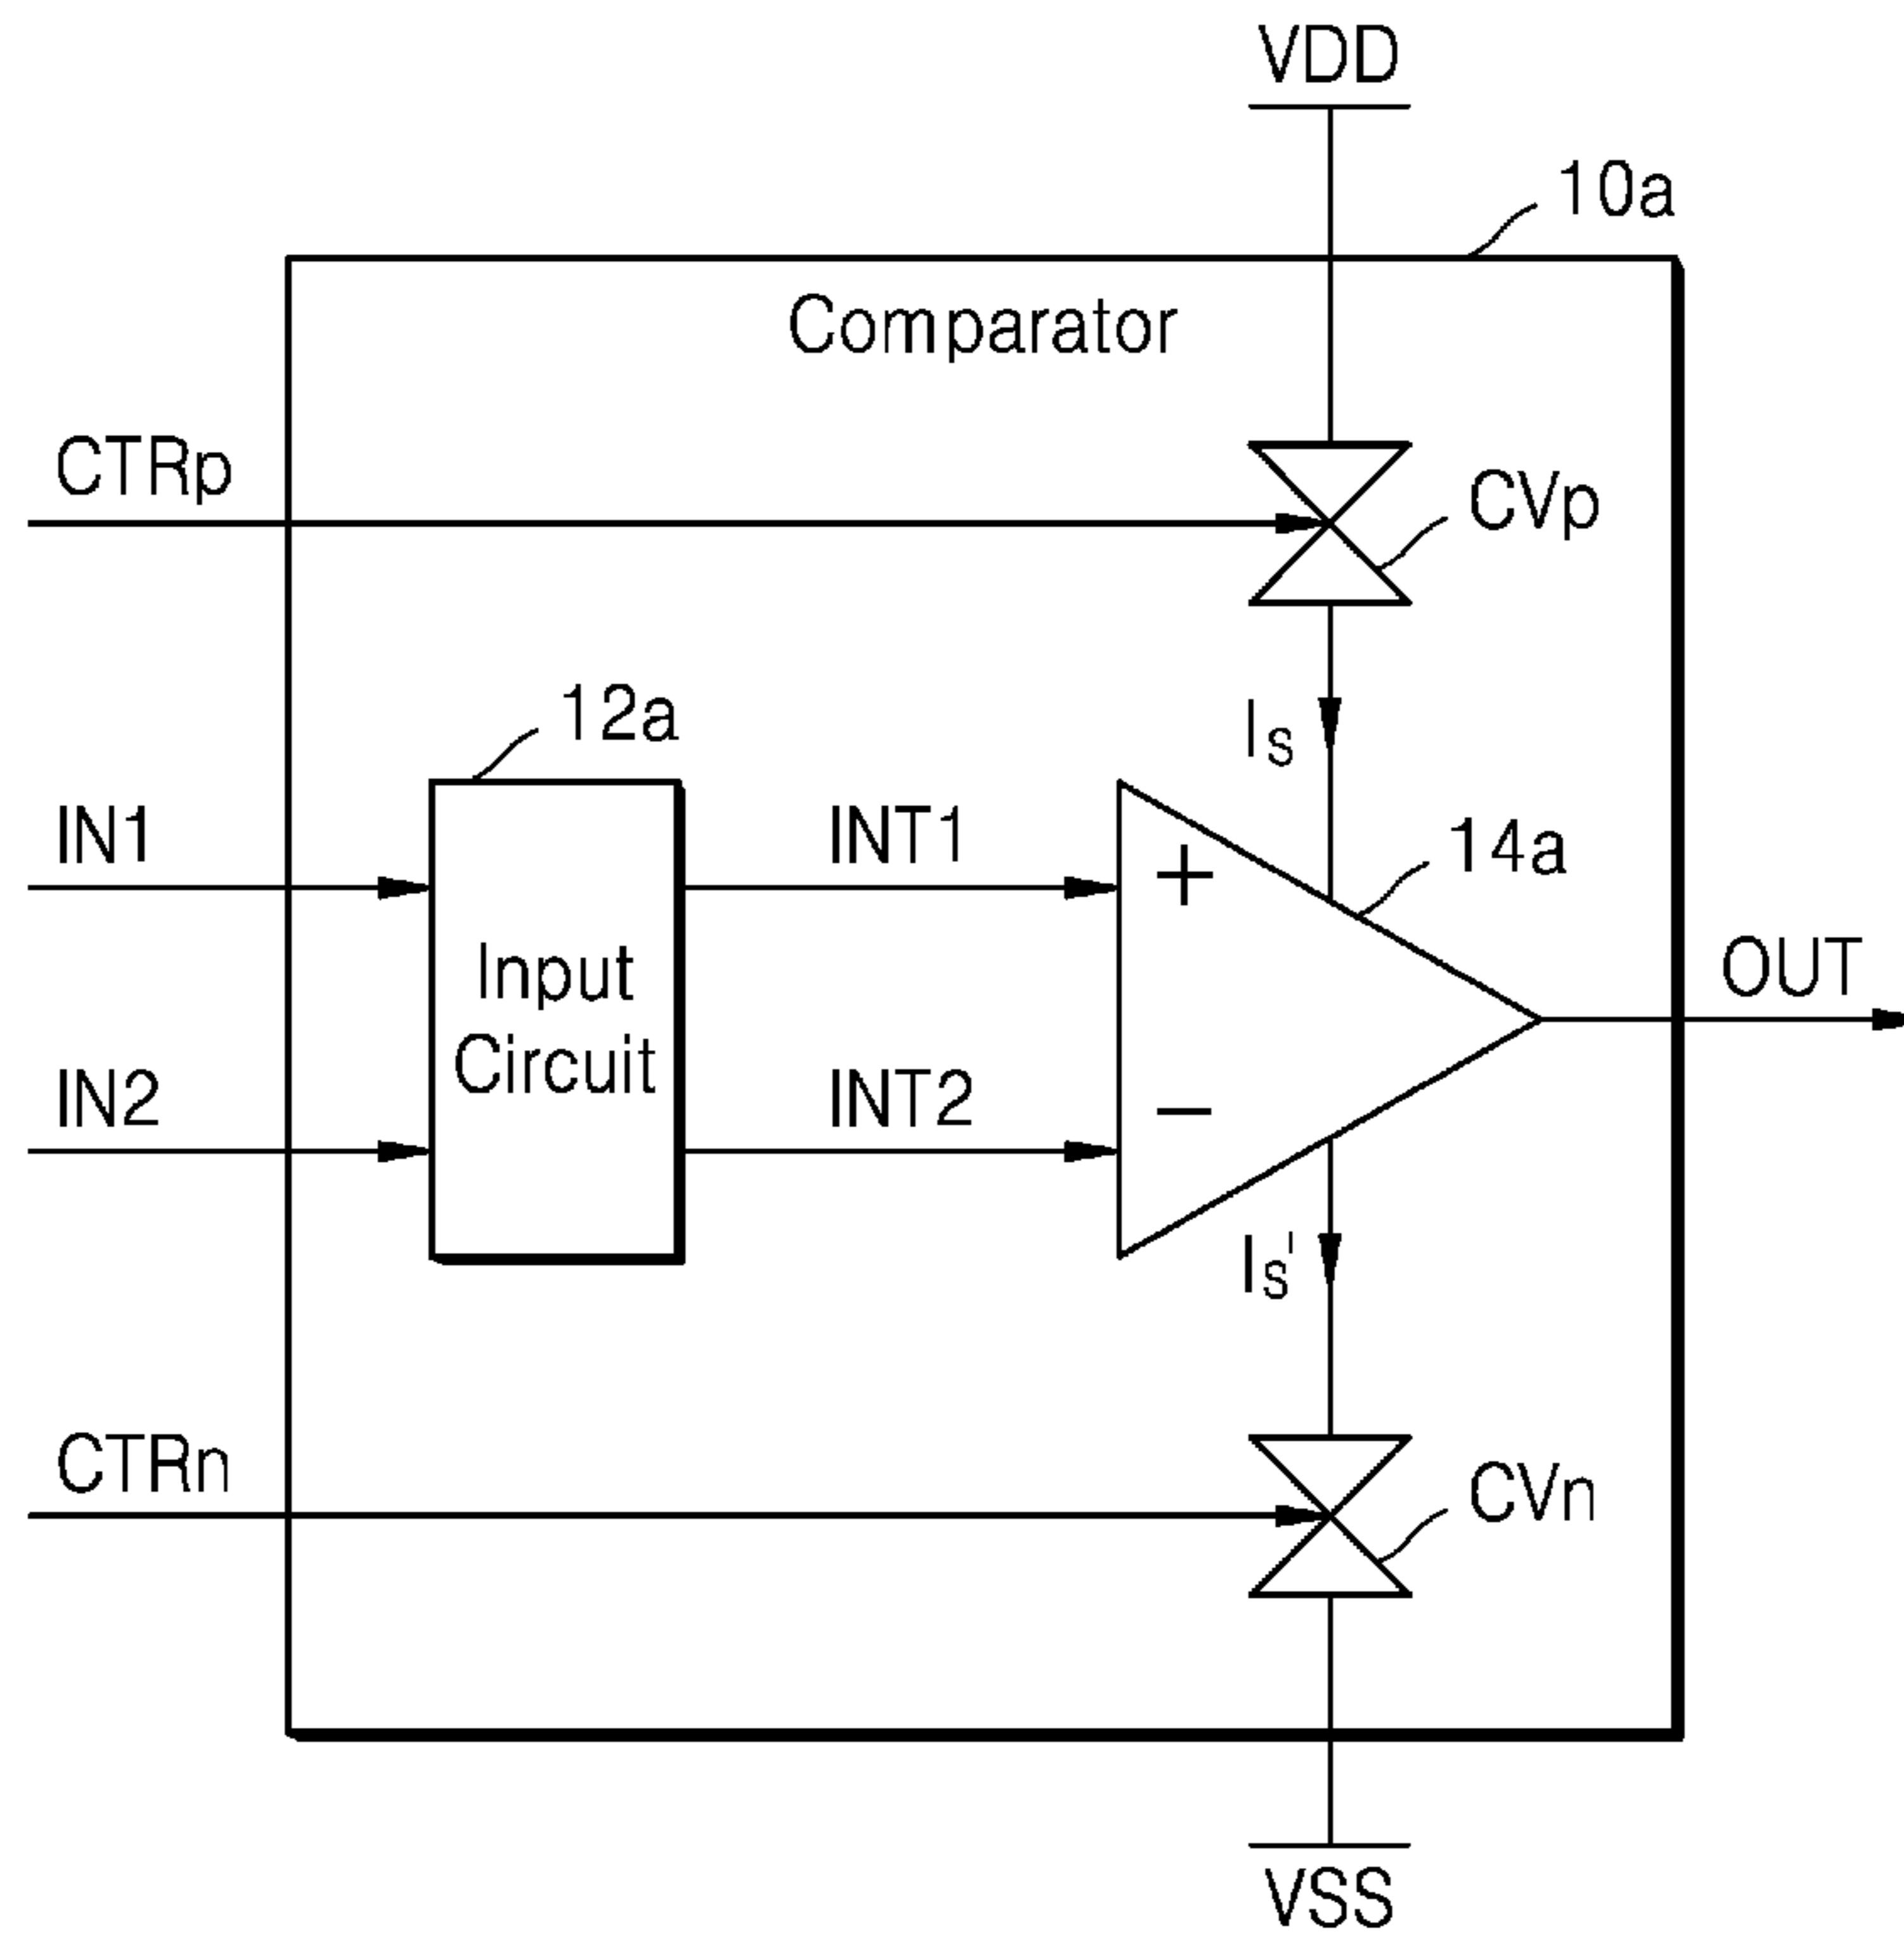 VDD
10a
Comparator
CTRp
CVp
Is
12a
IN1
INT1
+
14a
Input
Circuit
OUT
IN2
INT2
−
Is'
CTRn
CVn
VSS